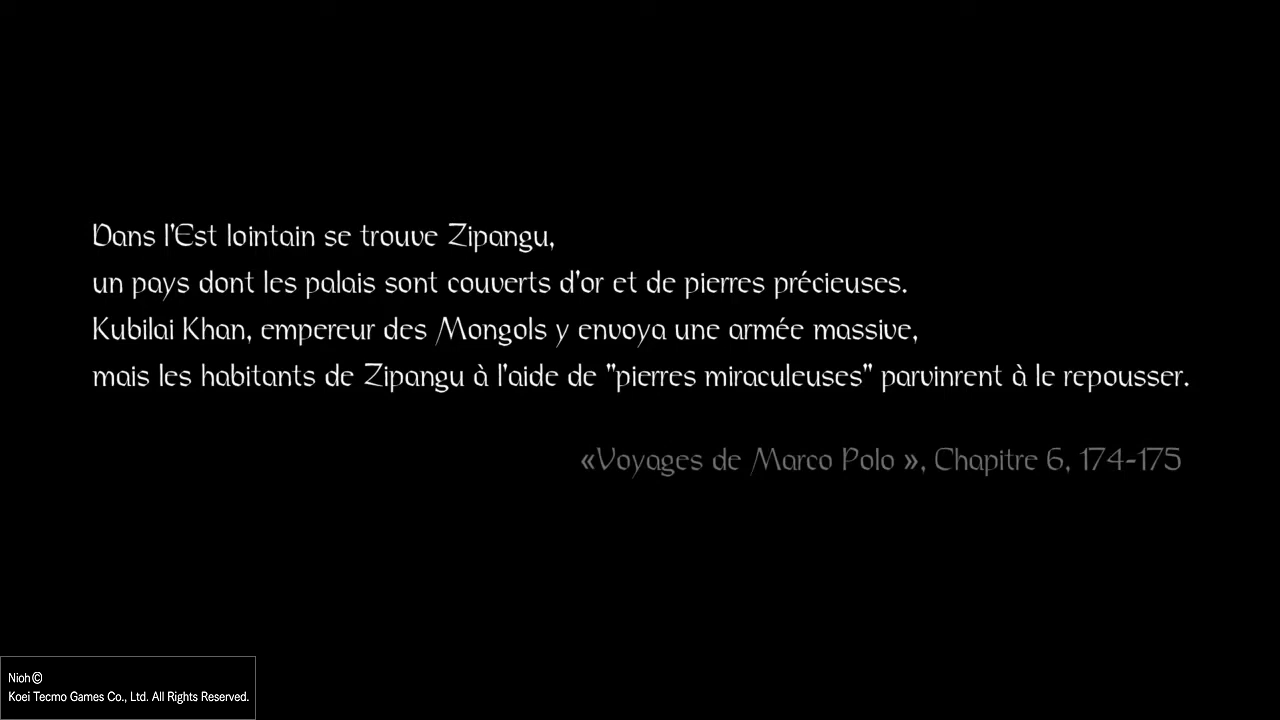 Dans l'Est lointain se trouve Zipangu,
un pays dont les palais sont couverts d'or et de pierres précieuses.
Kubilai Khan, empereur des Mongols y envoya une armée massive,
mais les habitants de Zipangu à l'aide de "pierres miraculeuses" parvinrent à le repousser.
«Voyages de Marco Polo », Chapitre 6, 174-175
Nioh©
Koei Tecmo Games Co., Ltd. All Rights Reserved.